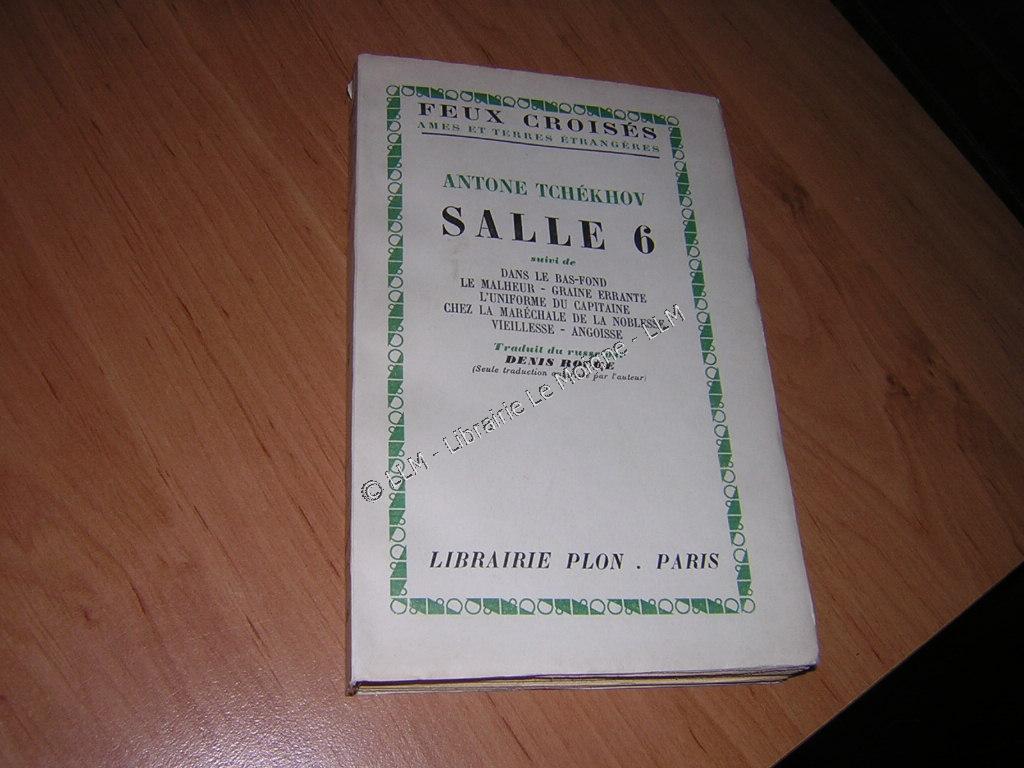 FEUX CROISÉS
AMES ET TERRES ÉTRANGÈRES
ANTONE TCHÉKHOV
SALLE 6
suivi de
DANS LE BAS-FOND
LE MALHEUR - GRAINE ERRANTE
L'UNIFORME DU CAPITAINE
CHEZ LA MARÉCHALE DE LA NOBLESSE
VIEILLESSE - ANGOISSE
Traduit du russe
DENIS ROCHE
(Seule traduction par l'auteur)
© LLM - Librairie Le Moinne - LLM
LIBRAIRIE PLON . PARIS